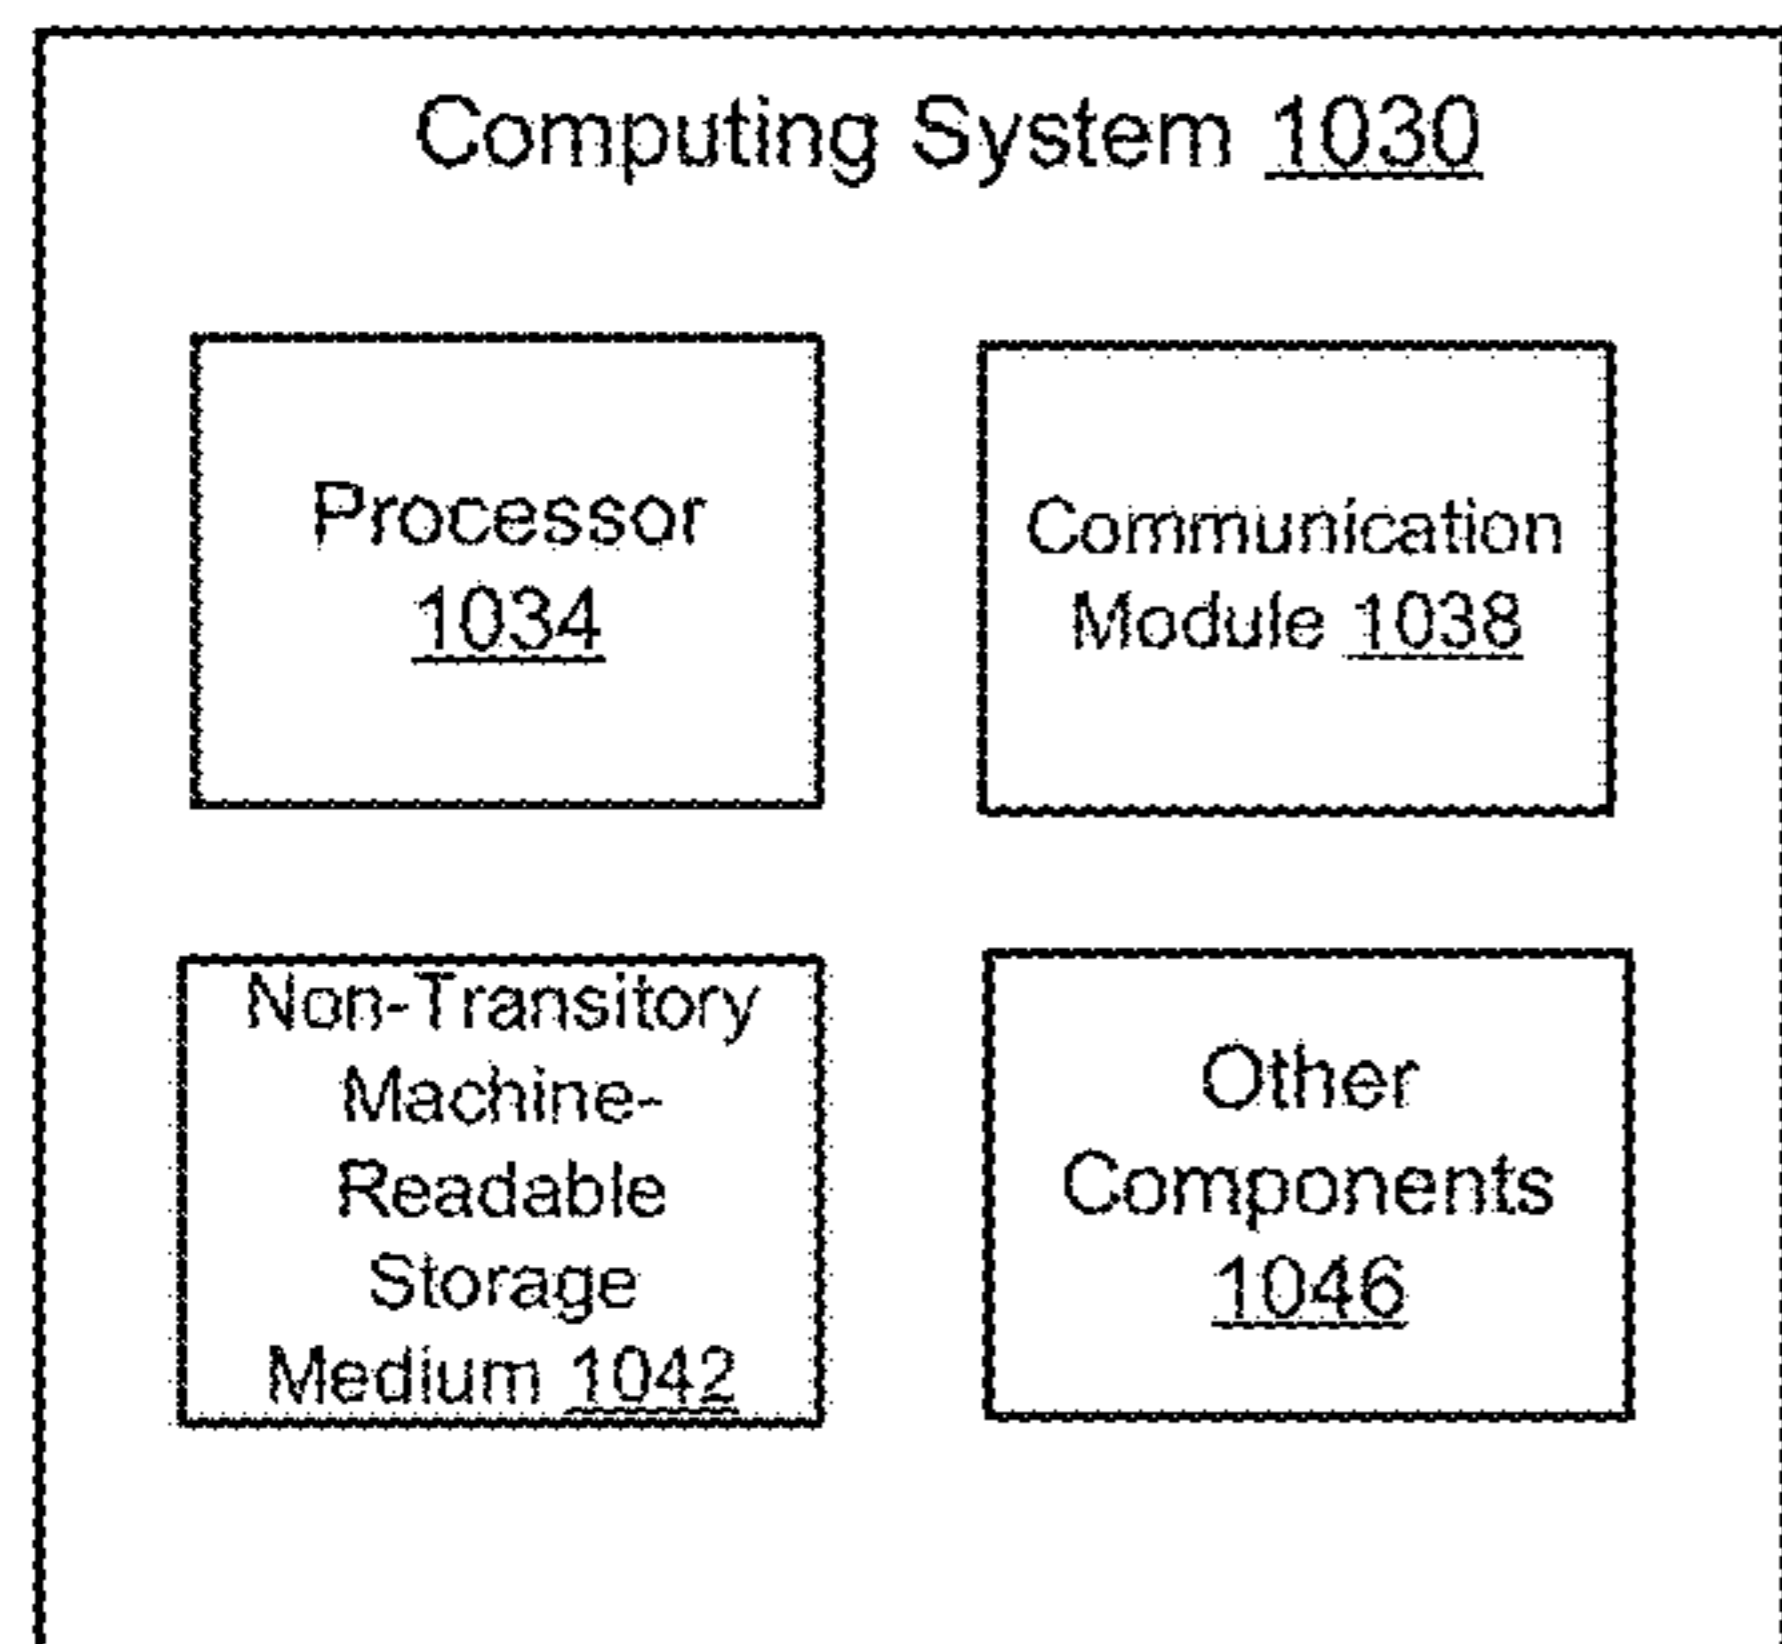 Computing System 1030
Processor
1034
Communication
Module 1038
Non-Transitory
Machine-
Readable
Storage
Medium 1042
Other
Components
1046